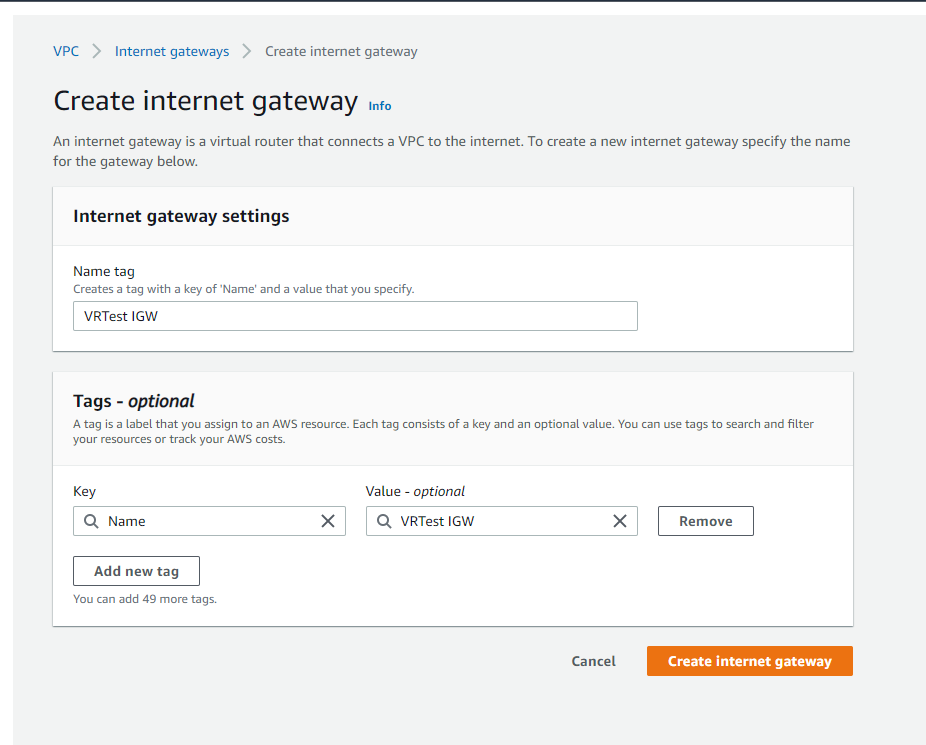 VPC > Internet gateways > Create internet gateway
Create internet gateway Info
An internet gateway is a virtual router that connects a VPC to the internet. To create a new internet gateway specify the name
for the gateway below.
Internet gateway settings
Name tag
Creates a tag with a key of 'Name' and a value that you specify.
VRTest IGW
Tags - optional
A tag is a label that you assign to an AWS resource. Each tag consists of a key and an optional value. You can use tags to search and filter
your resources or track your AWS costs.
Key Value - optional
Name VRTest IGW Remove
Add new tag
You can add 49 more tags.
Cancel Create internet gateway